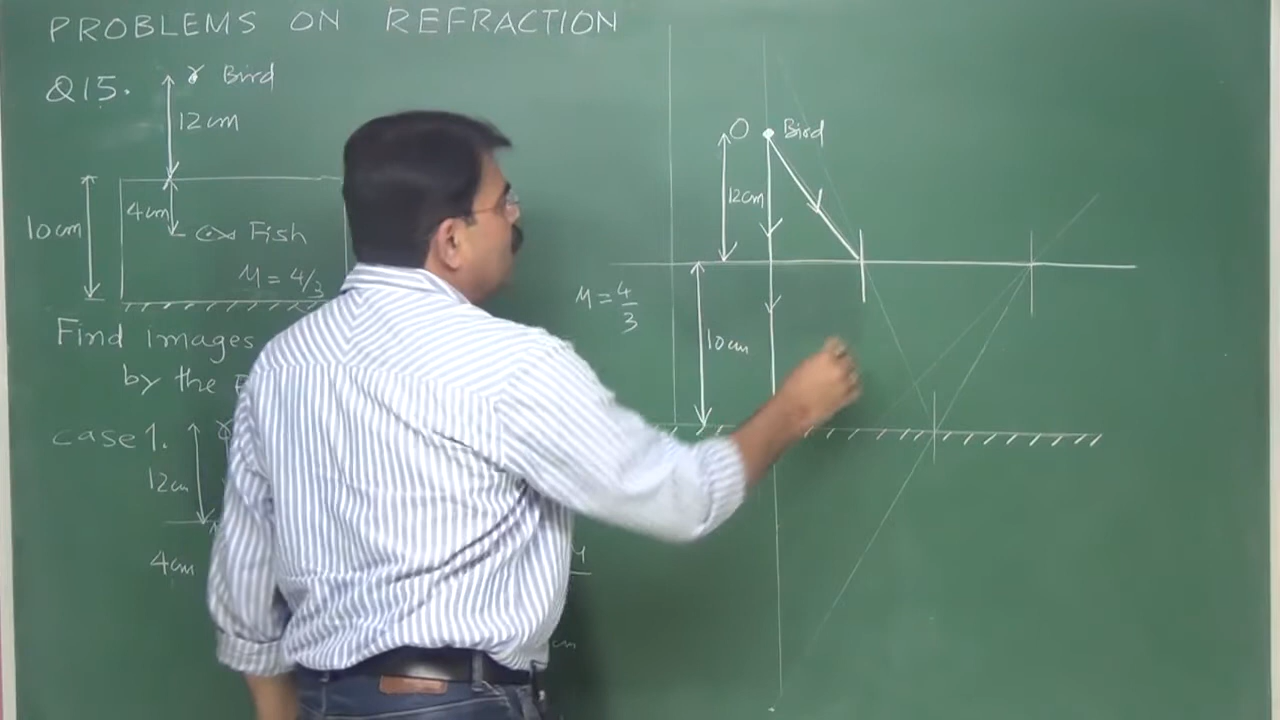 PROBLEMS ON REFRACTION
Q15.
Bird
12cm
10cm
4cm
Fish
M = 4/3
Find images
by the
case 1.
12cm
4cm
cm
O
Bird
12cm
M = 4/3
10cm